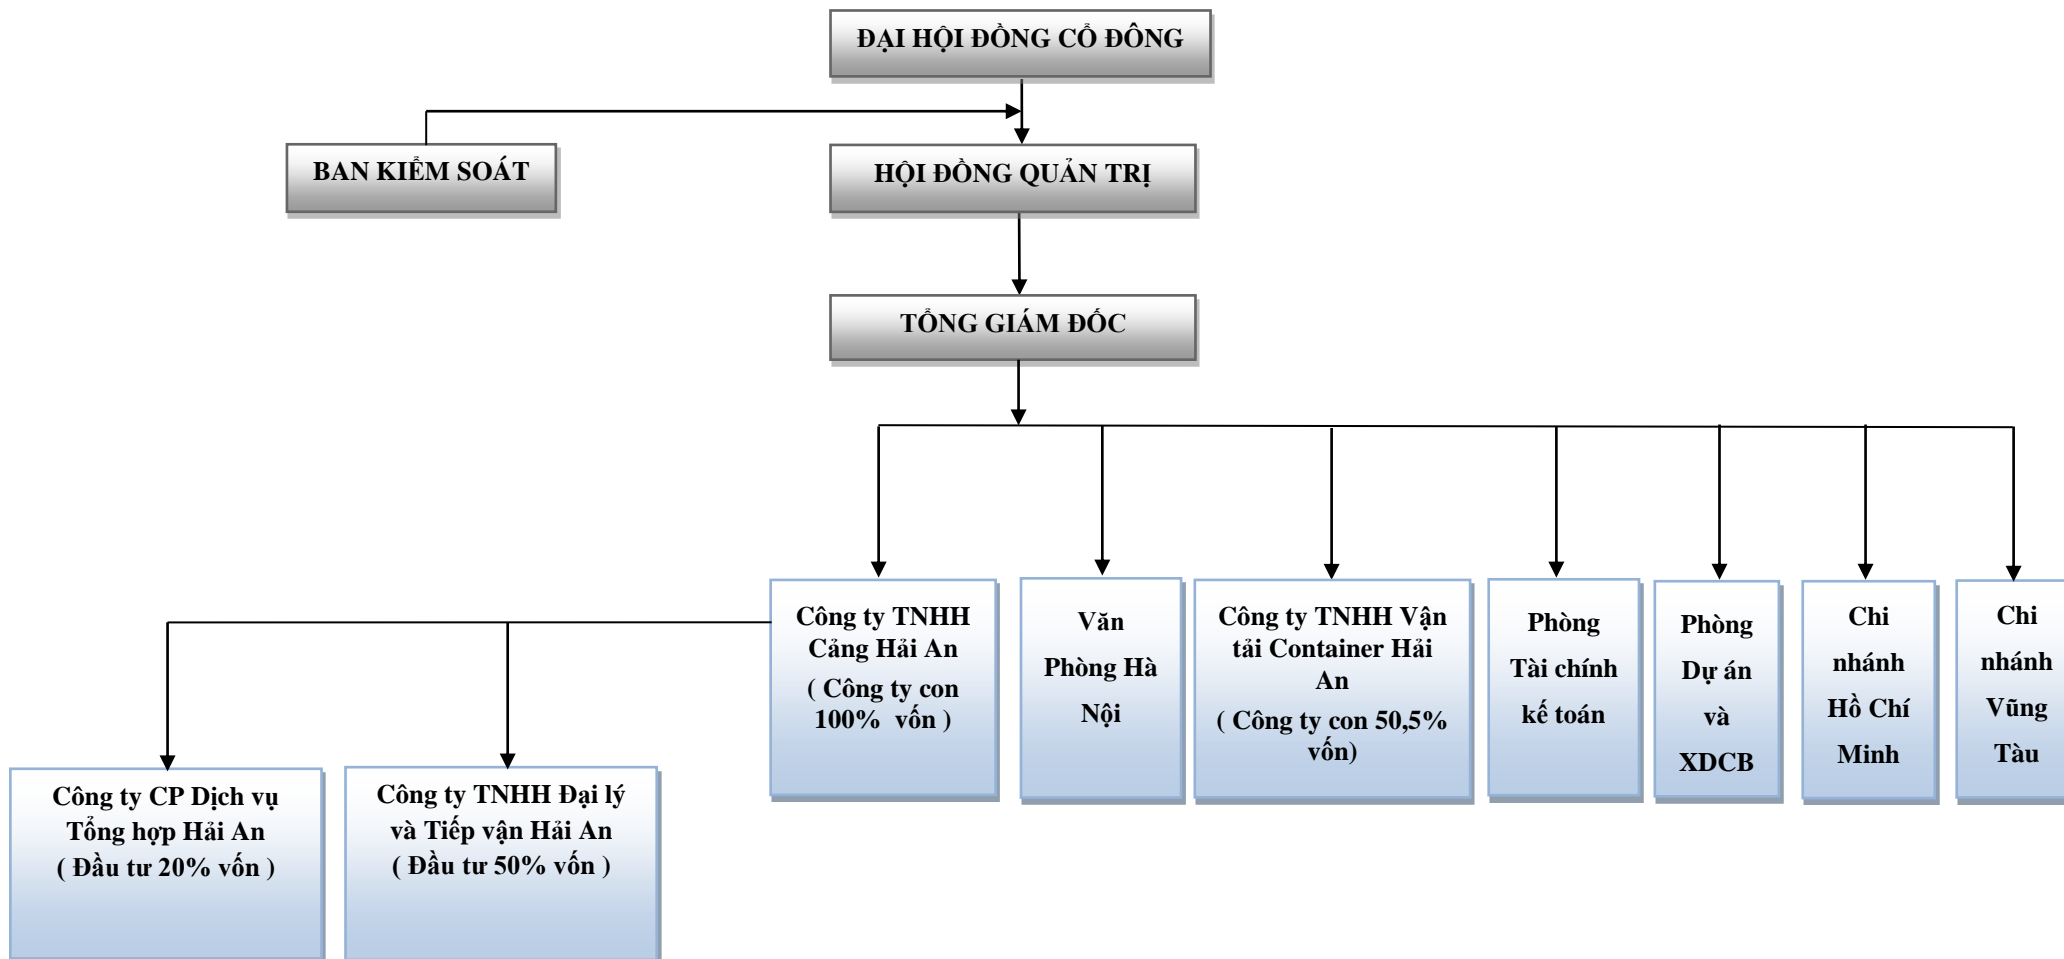 ĐẠI HỘI ĐỒNG CỔ ĐÔNG
BAN KIỂM SOÁT
HỘI ĐỒNG QUẢN TRỊ
TỔNG GIÁM ĐỐC
Công ty TNHH
Cảng Hải An
( Công ty con
100% vốn )
Văn
Phòng Hà
Nội
Công ty TNHH Vận
tải Container Hải
An
( Công ty con 50,5%
vốn)
Phòng
Tài chính
kế toán
Phòng
Dự án
và
XDCB
Chi
nhánh
Hồ Chí
Minh
Chi
nhánh
Vũng
Tàu
Công ty CP Dịch vụ
Tổng hợp Hải An
( Đầu tư 20% vốn )
Công ty TNHH Đại lý
và Tiếp vận Hải An
( Đầu tư 50% vốn )